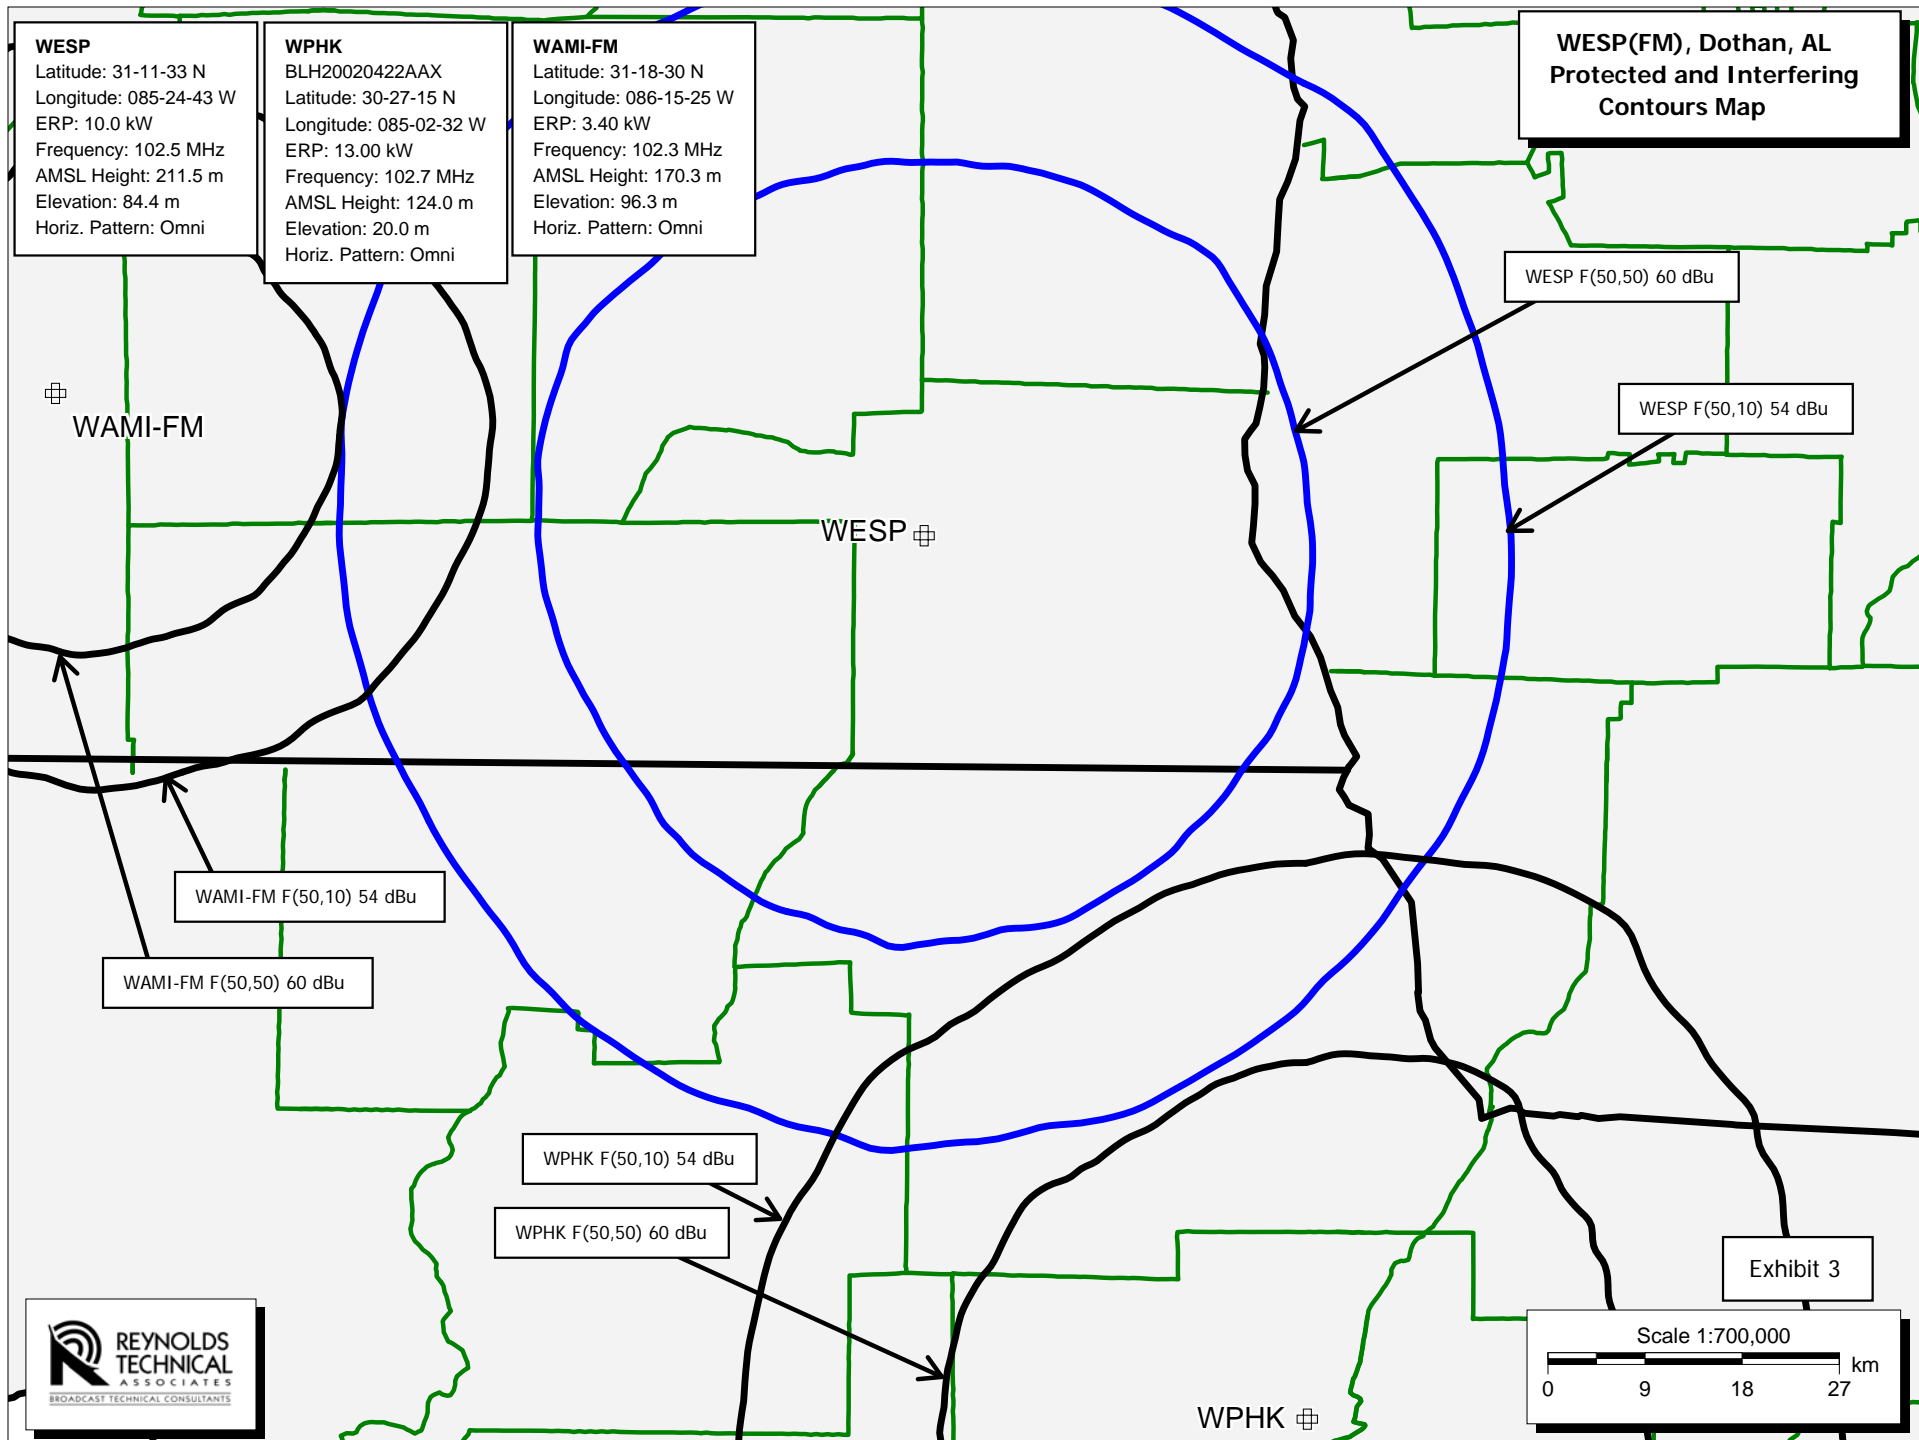 WESP
Latitude: 31-11-33 N
Longitude: 085-24-43 W
ERP: 10.0 kW
Frequency: 102.5 MHz
AMSL Height: 211.5 m
Elevation: 84.4 m
Horiz. Pattern: Omni
WPHK
BLH20020422AAX
Latitude: 30-27-15 N
Longitude: 085-02-32 W
ERP: 13.00 kW
Frequency: 102.7 MHz
AMSL Height: 124.0 m
Elevation: 20.0 m
Horiz. Pattern: Omni
WAMI-FM
Latitude: 31-18-30 N
Longitude: 086-15-25 W
ERP: 3.40 kW
Frequency: 102.3 MHz
AMSL Height: 170.3 m
Elevation: 96.3 m
Horiz. Pattern: Omni
WESP(FM), Dothan, AL
Protected and Interfering
Contours Map
WESP F(50,50) 60 dBu
WESP F(50,10) 54 dBu
WAMI-FM
WESP
WAMI-FM F(50,10) 54 dBu
WAMI-FM F(50,50) 60 dBu
WPHK F(50,10) 54 dBu
WPHK F(50,50) 60 dBu
Exhibit 3
REYNOLDS
TECHNICAL
ASSOCIATES
BROADCAST TECHNICAL CONSULTANTS
WPHK
Scale 1:700,000
km
0 9 18 27